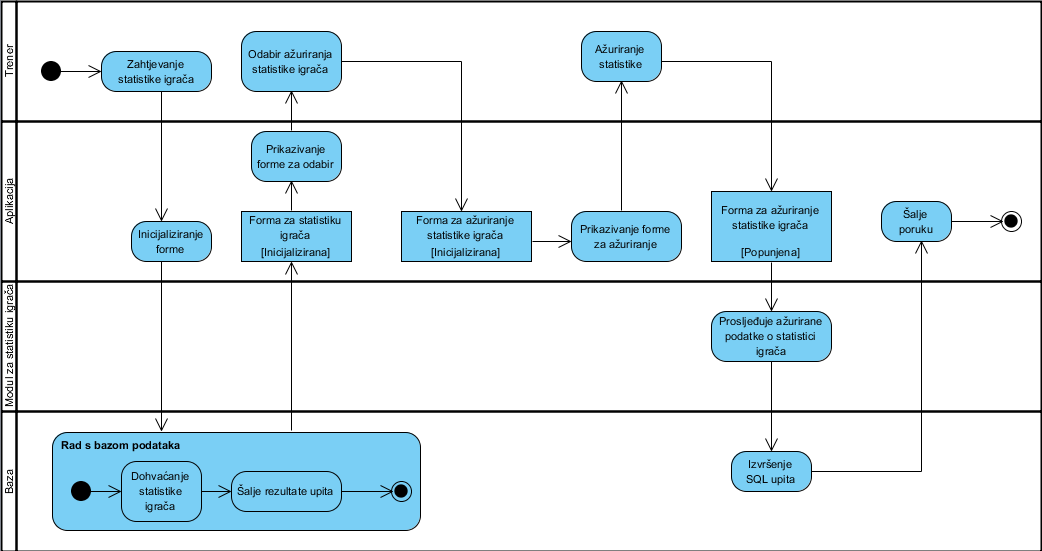 Trener
Zahtjevanje
statistike igrača
Odabir ažuriranja
statistike igrača
Ažuriranje
statistike
Aplikacija
Inicijaliziranje
forme
Prikazivanje
forme za odabir
Forma za statistiku
igrača
[Inicijalizirana]
Forma za ažuriranje
statistike igrača
[Inicijalizirana]
Prikazivanje forme
za ažuriranje
Forma za ažuriranje
statistike igrača
[Popunjena]
Šalje
poruku
Modul za statistiku igrača
Prosljeđuje ažurirane
podatke o statistici
igrača
Baza
Rad s bazom podataka
Dohvaćanje
statistike
igrača
Šalje rezultate upita
Izvršenje
SQL upita